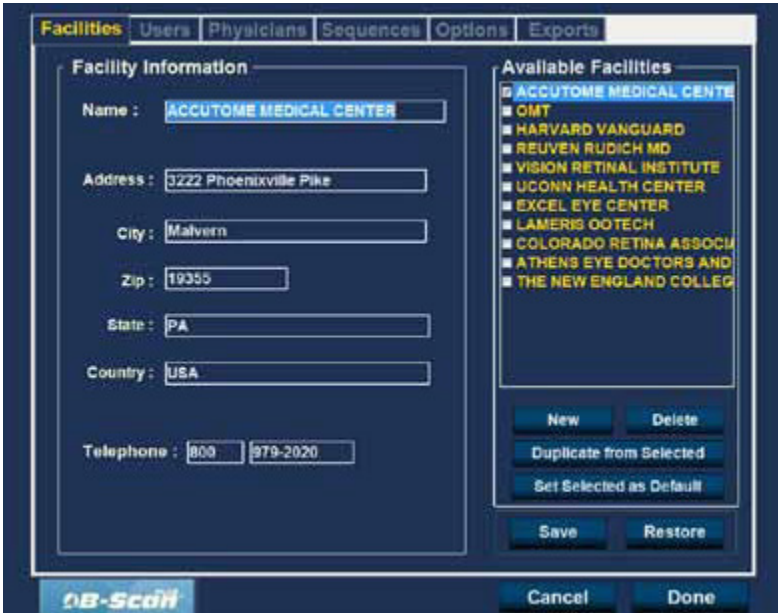 Facilities Users Physicians Sequences Options Exports
Facility Information
Name : ACCUTOME MEDICAL CENTER
Address : 3222 Phoenixville Pike
City : Malvern
Zip : 19355
State : PA
Country : USA
Telephone : 800 979-2020
Available Facilities
ACCUTOME MEDICAL CENTE
OMT
HARVARD VANGUARD
REUVEN RUDICH MD
VISION RETINAL INSTITUTE
UCONN HEALTH CENTER
EXCEL EYE CENTER
LAMERIS OOTECH
COLORADO RETINA ASSOCI
ATHENS EYE DOCTORS AND
THE NEW ENGLAND COLLEG
New Delete
Duplicate from Selected
Set Selected as Default
Save Restore
B-Scan
Cancel Done